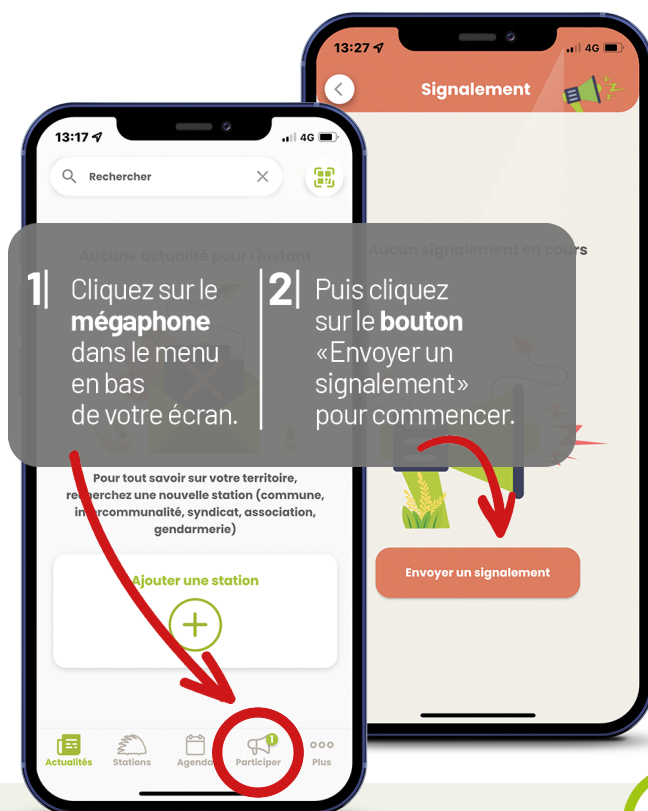 13:27
4G
Signalement
13:17
4G
Rechercher
Aucune actualité pour l'instant
Aucun signalement en cours
1| Cliquez sur le
mégaphone
dans le menu
en bas
de votre écran.
2| Puis cliquez
sur le bouton
«Envoyer un
signalement»
pour commencer.
Pour tout savoir sur votre territoire,
recherchez une nouvelle station (commune,
intercommunalité, syndicat, association,
gendarmerie)
Ajouter une station
Envoyer un signalement
1
Actualités
Stations
Agenda
Participer
Plus